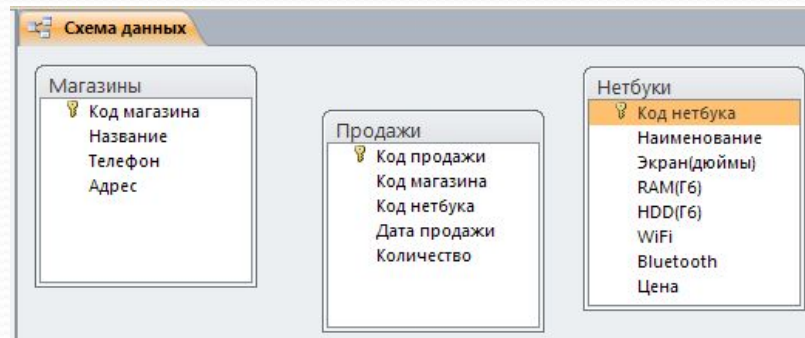 Схема данных
Магазины
Код магазина
Название
Телефон
Адрес
Продажи
Код продажи
Код магазина
Код нетбука
Дата продажи
Количество
Нетбуки
Код нетбука
Наименование
Экран(дюймы)
RAM(Гб)
HDD(Гб)
WiFi
Bluetooth
Цена